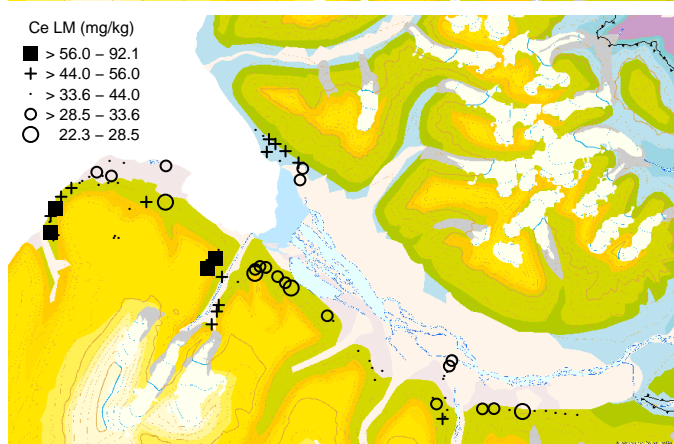 Ce LM (mg/kg)
> 56.0 – 92.1
> 44.0 – 56.0
> 33.6 – 44.0
> 28.5 – 33.6
22.3 – 28.5